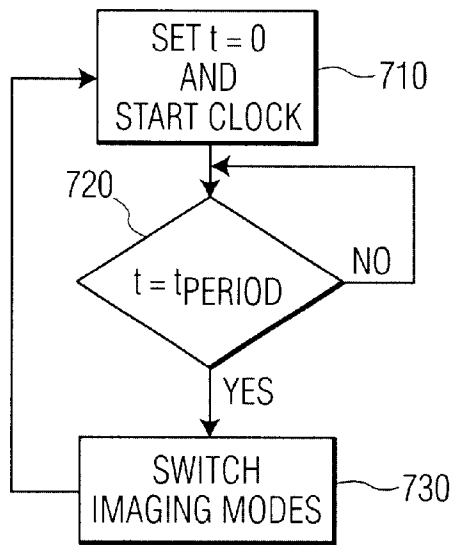 SET t = 0
AND
START CLOCK
710
720
t = tPERIOD
NO
YES
SWITCH
IMAGING MODES
730